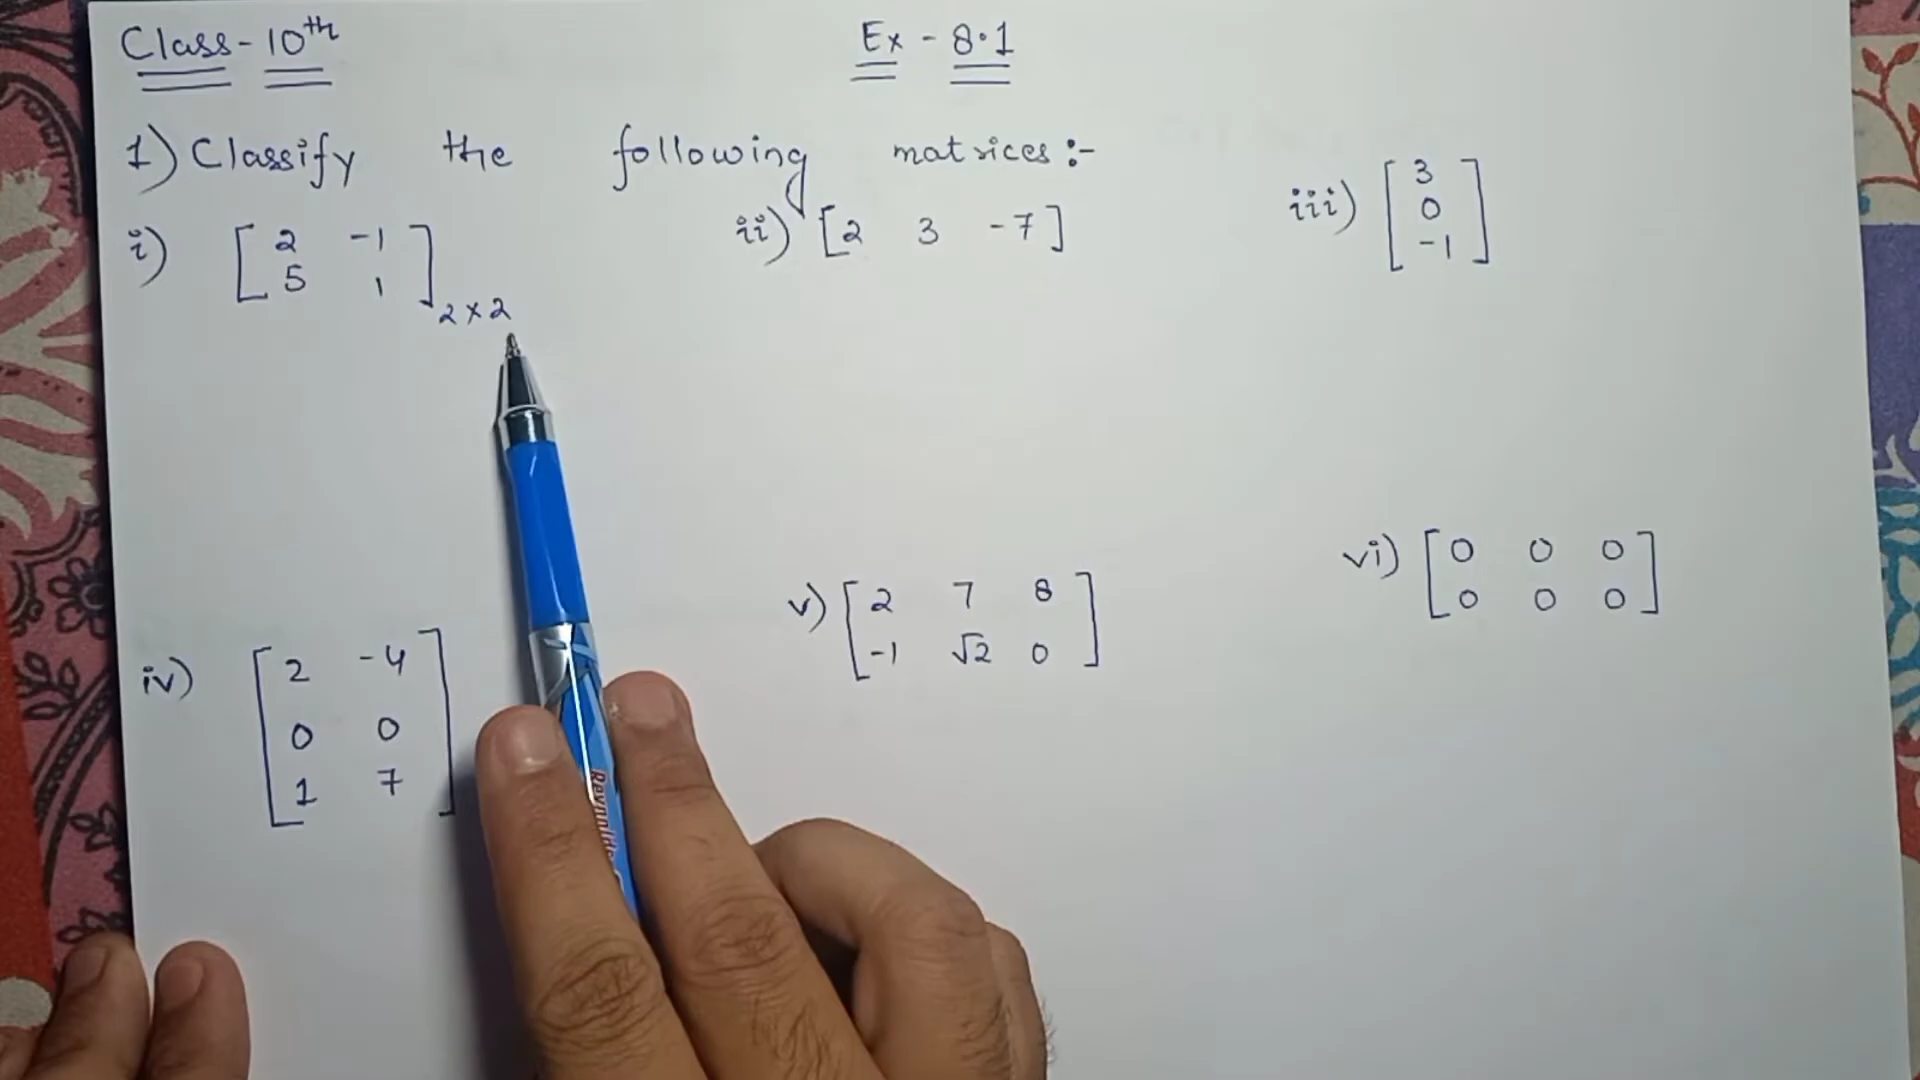 Class - 10th
Ex - 8.1
1) Classify the following matrices :-
i) [ 2 -1
5 1 ] 2 x 2
ii) [ 2 3 -7 ]
iii) [ 3
0
-1 ]
iv) [ 2 -4
0 0
1 7 ]
v) [ 2 7 8
-1 √2 0 ]
vi) [ 0 0 0
0 0 0 ]
Reynolds